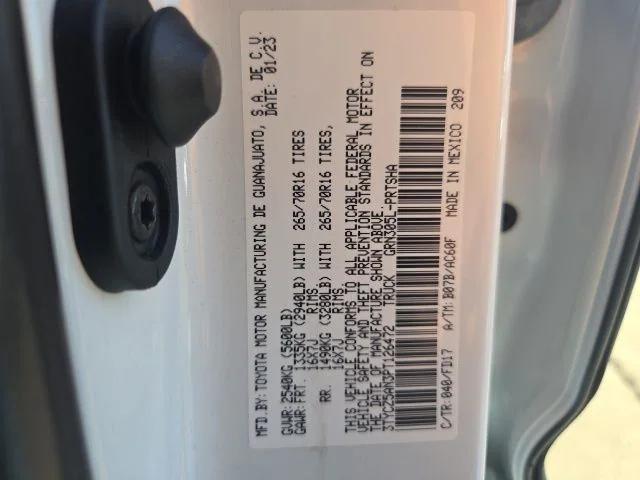 MFD.BY: TOYOTA MOTOR MANUFACTURING DE GUANAJUATO, S.A. DE C.V.
DATE: 01/23
GVWR: 2540KG (5600LB)
GAWR: FRT. 1335KG (2940LB) WITH 265/70R16 TIRES
16X7J RIMS
RR. 1490KG (3280LB) WITH 265/70R16 TIRES,
16X7J RIMS
THIS VEHICLE CONFORMS TO ALL APPLICABLE FEDERAL MOTOR
VEHICLE SAFETY AND THEFT PREVENTION STANDARDS IN EFFECT ON
THE DATE OF MANUFACTURE SHOWN ABOVE.
3TYCZ5AN3PT126472 TRUCK GRN305L-PRTSHA
C/TR: 040/FD17 A/TM: B07B/AC60F MADE IN MEXICO 209